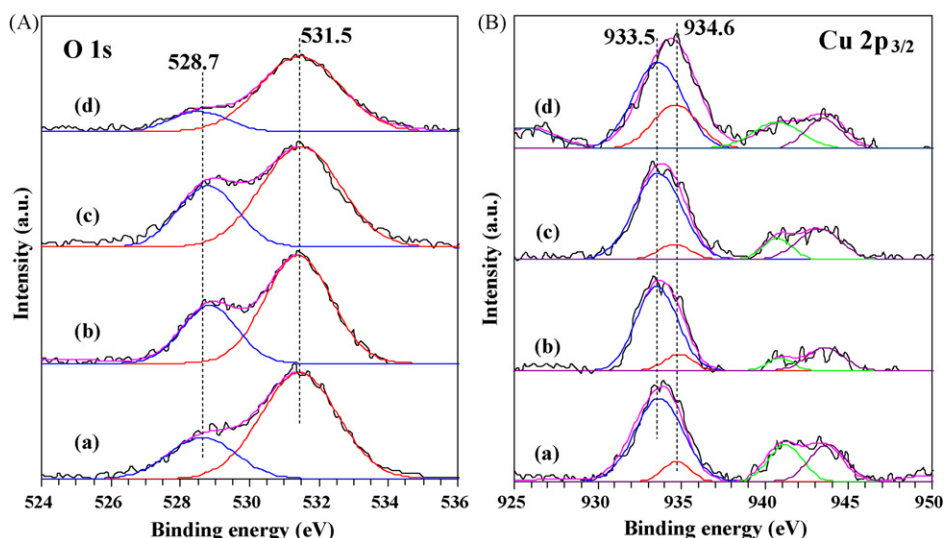 (A)
O 1s
528.7
531.5
(d)
(c)
(b)
(a)
Intensity (a.u.)
524 526 528 530 532 534 536
Binding energy (eV)
(B)
933.5
934.6
Cu 2p3/2
(d)
(c)
(b)
(a)
Intensity (a.u.)
925 930 935 940 945 950
Binding energy (eV)